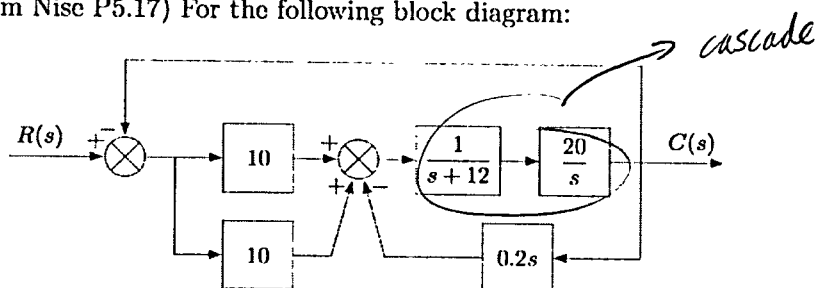 m Nise P5.17) For the following block diagram:
cascade
R(s)
+
−
10
+
+
−
1
s + 12
20
s
C(s)
10
0.2s